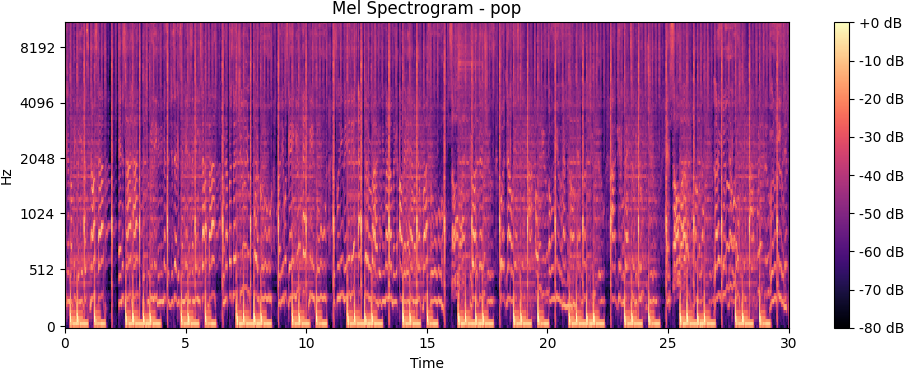 Mel Spectrogram - pop
8192
4096
2048
1024
512
0
Hz
0 5 10 15 20 25 30
Time
+0 dB
-10 dB
-20 dB
-30 dB
-40 dB
-50 dB
-60 dB
-70 dB
-80 dB